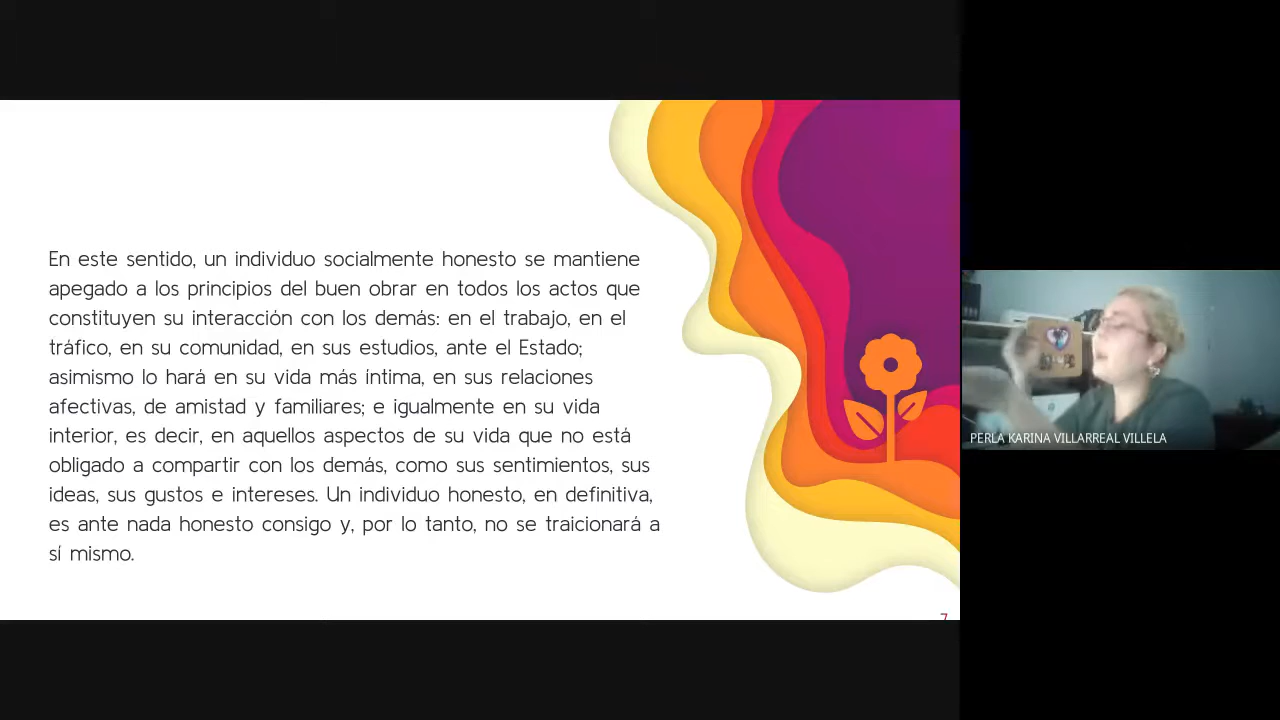 En este sentido, un individuo socialmente honesto se mantiene
apegado a los principios del buen obrar en todos los actos que
constituyen su interacción con los demás: en el trabajo, en el
tráfico, en su comunidad, en sus estudios, ante el Estado;
asimismo lo hará en su vida más íntima, en sus relaciones
afectivas, de amistad y familiares; e igualmente en su vida
interior, es decir, en aquellos aspectos de su vida que no está
obligado a compartir con los demás, como sus sentimientos, sus
ideas, sus gustos e intereses. Un individuo honesto, en definitiva,
es ante nada honesto consigo y, por lo tanto, no se traicionará a
sí mismo.
7
PERLA KARINA VILLARREAL VILLELA